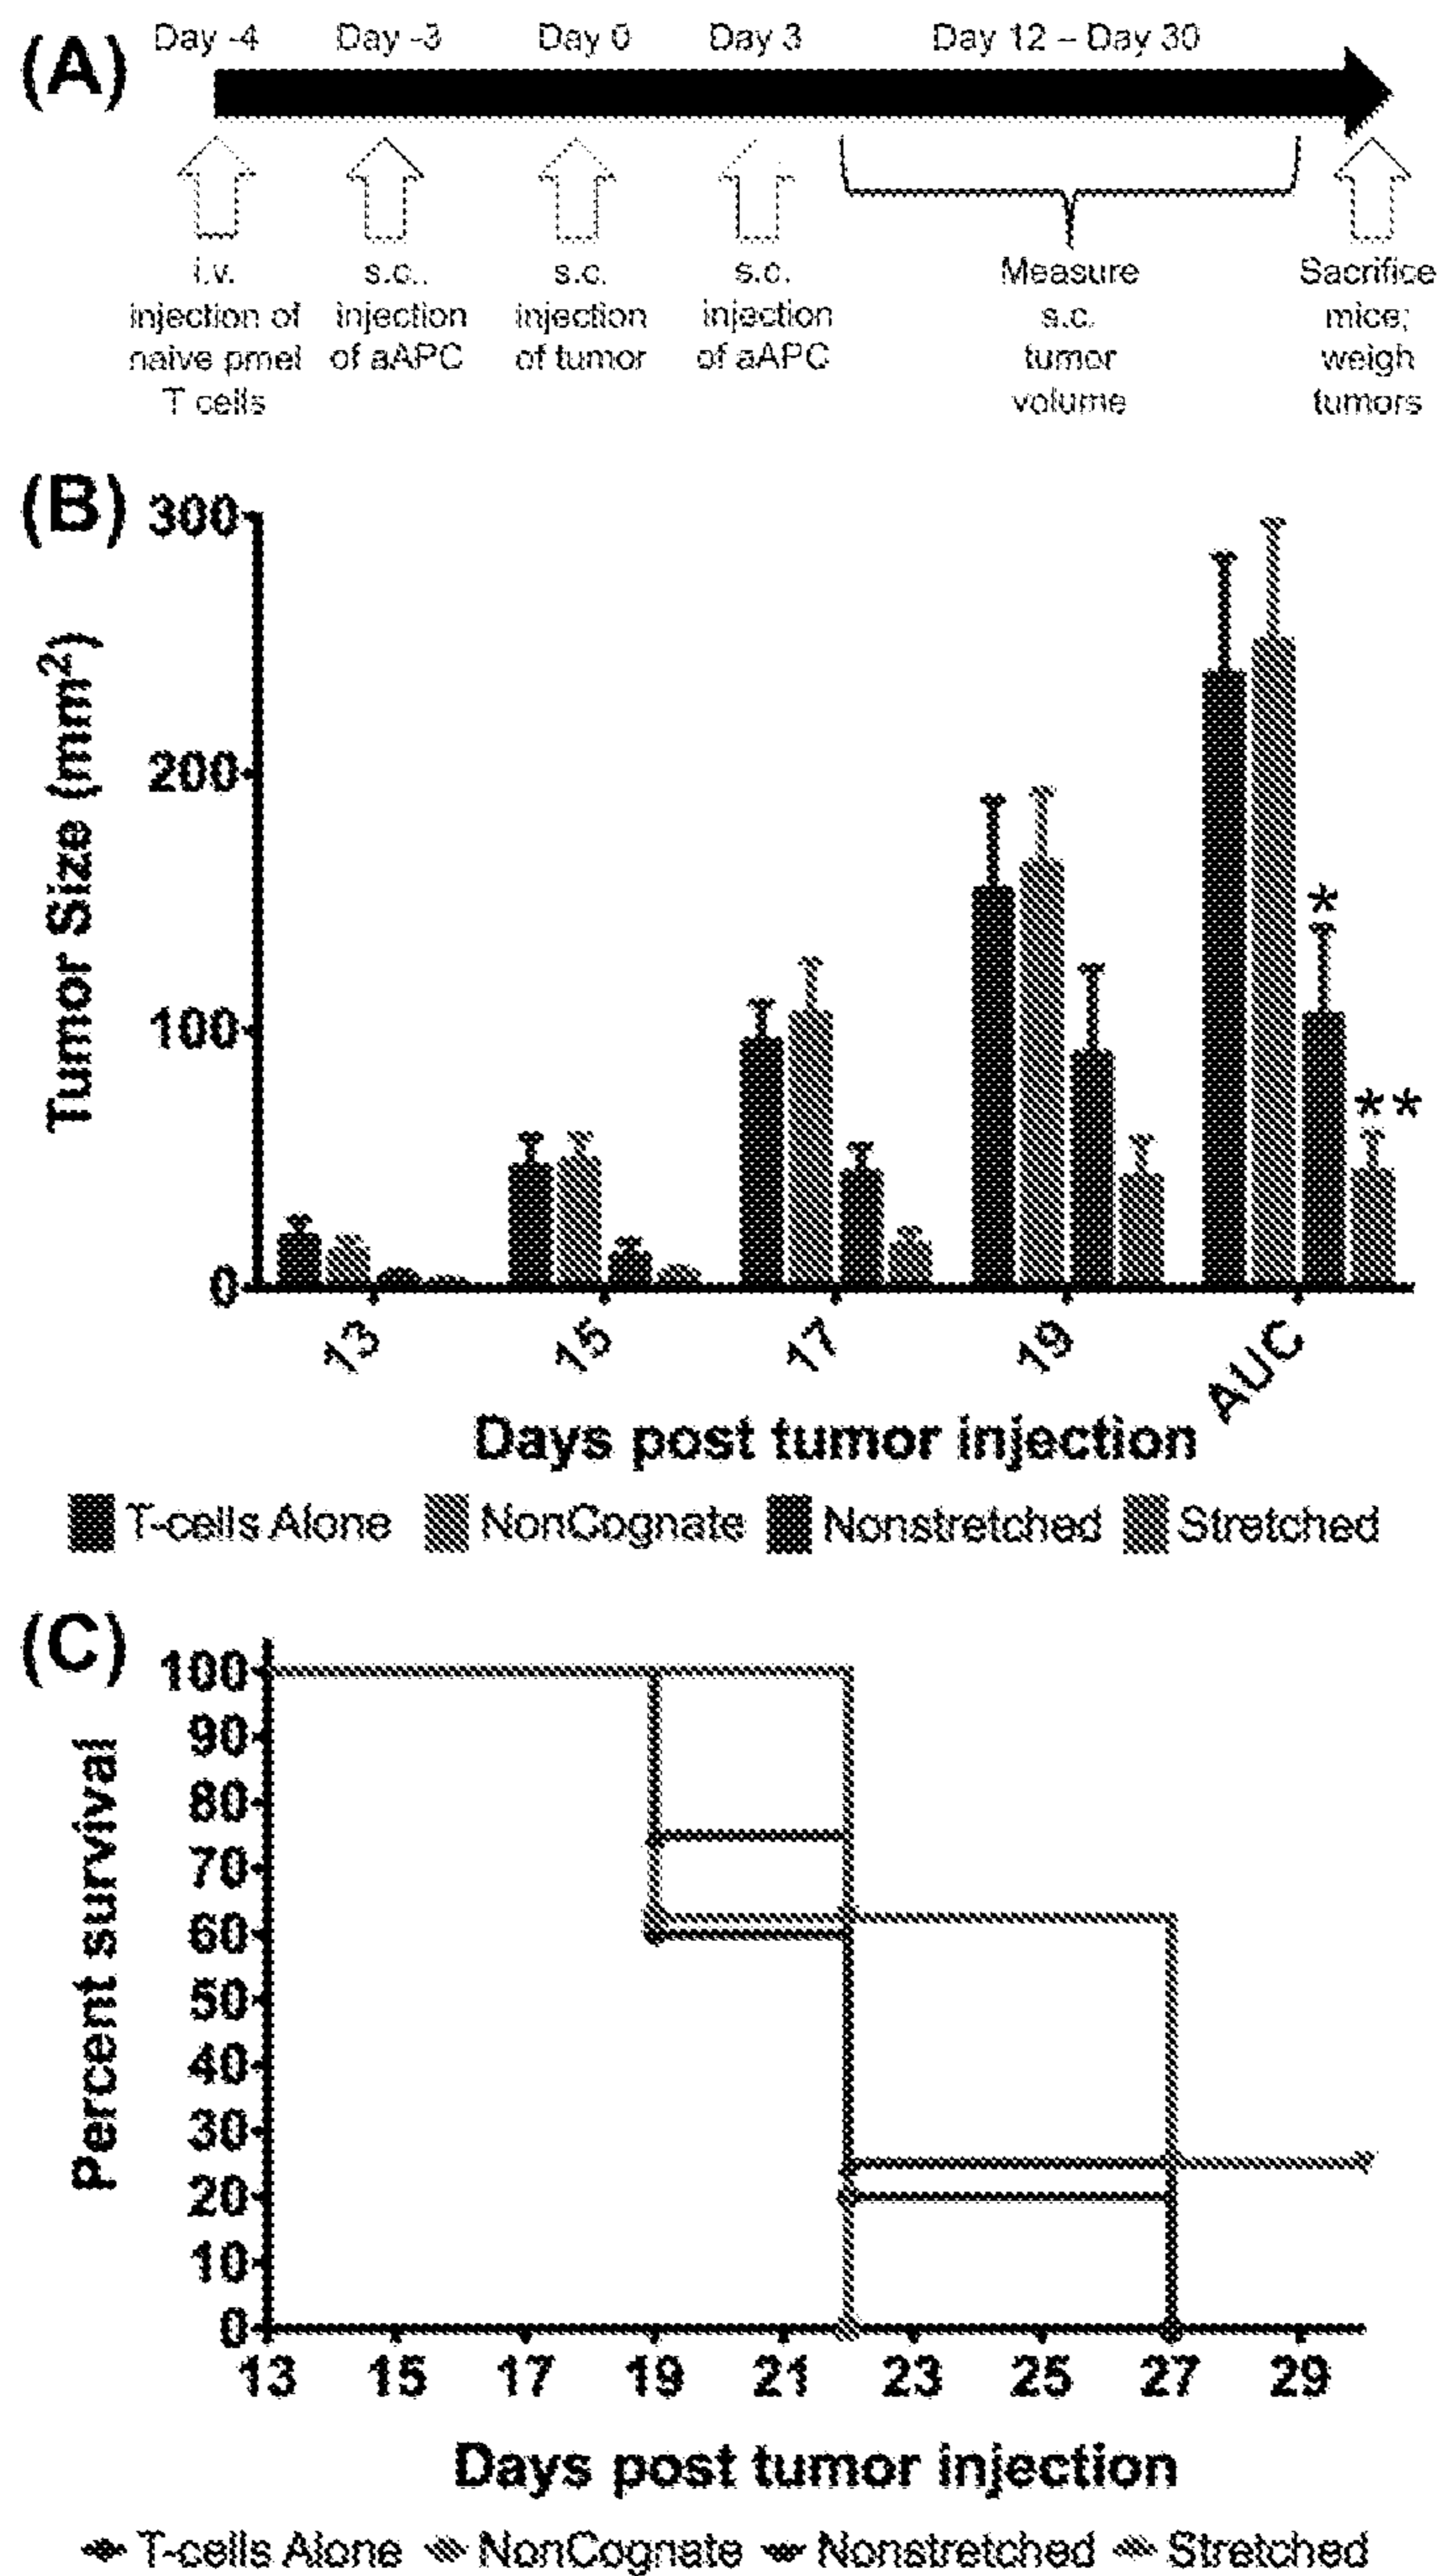 (A)
Day -4 Day -3 Day 0 Day 3 Day 12 – Day 30
i.v. s.c.. s.c. s.c. Measure Sacrifice
injection of injection injection injection s.c. mice;
naive pmel of aAPC of tumor of aAPC tumor weigh
T cells volume tumors
(B)
300
200
100
0
Tumor Size (mm²)
*
**
13 15 17 19 AUC
Days post tumor injection
T-cells Alone NonCognate Nonstretched Stretched
(C)
100
90
80
70
60
50
40
30
20
10
0
Percent survival
13 15 17 19 21 23 25 27 29
Days post tumor injection
T-cells Alone NonCognate Nonstretched Stretched